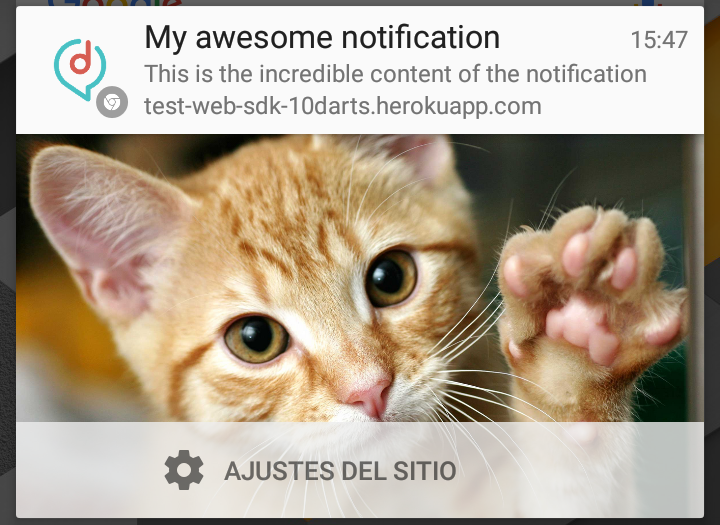 Google
My awesome notification 15:47
This is the incredible content of the notification
test-web-sdk-10darts.herokuapp.com
AJUSTES DEL SITIO